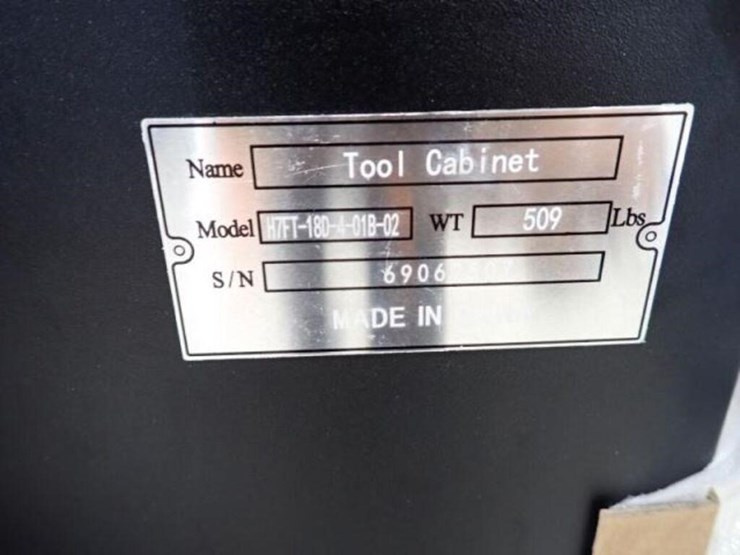 Name Tool Cabinet
Model H7FT-18D-4-01B-02 WT 509 Lbs
S/N
MADE IN